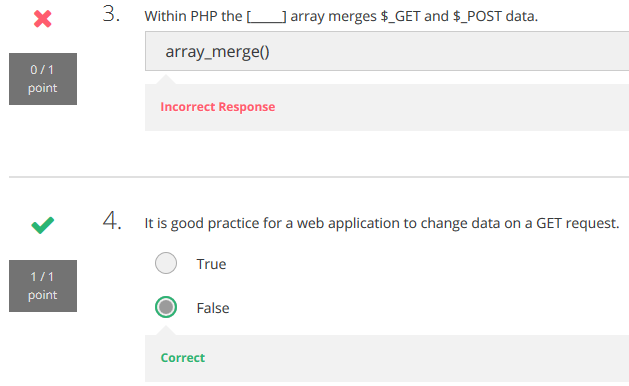 3. Within PHP the [____] array merges $_GET and $_POST data.
array_merge()
0 / 1
point
Incorrect Response
4. It is good practice for a web application to change data on a GET request.
True
1 / 1
point
False
Correct